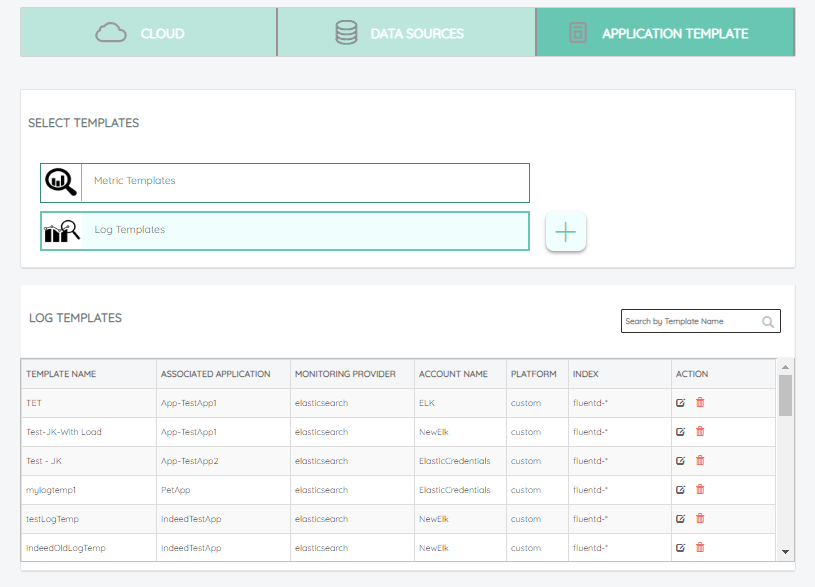 CLOUD DATA SOURCES APPLICATION TEMPLATE
SELECT TEMPLATES
Metric Templates
Log Templates
LOG TEMPLATES
Search by Template Name
TEMPLATE NAME ASSOCIATED APPLICATION MONITORING PROVIDER ACCOUNT NAME PLATFORM INDEX ACTION
TET App-TestApp1 elasticsearch ELK custom fluentd-*
Test-JK-With Load App-TestApp1 elasticsearch NewElk custom fluentd-*
Test - JK App-TestApp2 elasticsearch ElasticCredentials custom fluentd-*
mylogtemp1 PetApp elasticsearch ElasticCredentials custom fluentd-*
testLogTemp IndeedTestApp elasticsearch NewElk custom fluentd-*
IndeedOldLogTemp IndeedTestApp elasticsearch NewElk custom fluentd-*